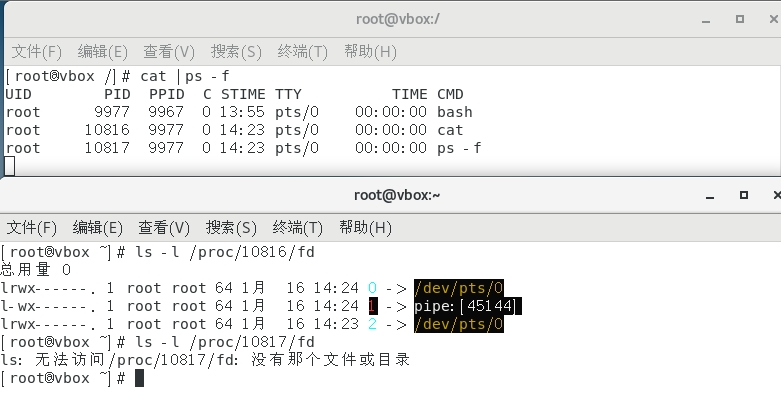 root@vbox:/
文件(F) 编辑(E) 查看(V) 搜索(S) 终端(T) 帮助(H)
[root@vbox /]# cat |ps -f
UID PID PPID C STIME TTY TIME CMD
root 9977 9967 0 13:55 pts/0 00:00:00 bash
root 10816 9977 0 14:23 pts/0 00:00:00 cat
root 10817 9977 0 14:23 pts/0 00:00:00 ps -f
root@vbox:~
文件(F) 编辑(E) 查看(V) 搜索(S) 终端(T) 帮助(H)
[root@vbox ~]# ls -l /proc/10816/fd
总用量 0
lrwx------. 1 root root 64 1月 16 14:24 0 -> /dev/pts/0
l-wx------. 1 root root 64 1月 16 14:24 1 -> pipe:[45144]
lrwx------. 1 root root 64 1月 16 14:23 2 -> /dev/pts/0
[root@vbox ~]# ls -l /proc/10817/fd
ls: 无法访问/proc/10817/fd: 没有那个文件或目录
[root@vbox ~]#